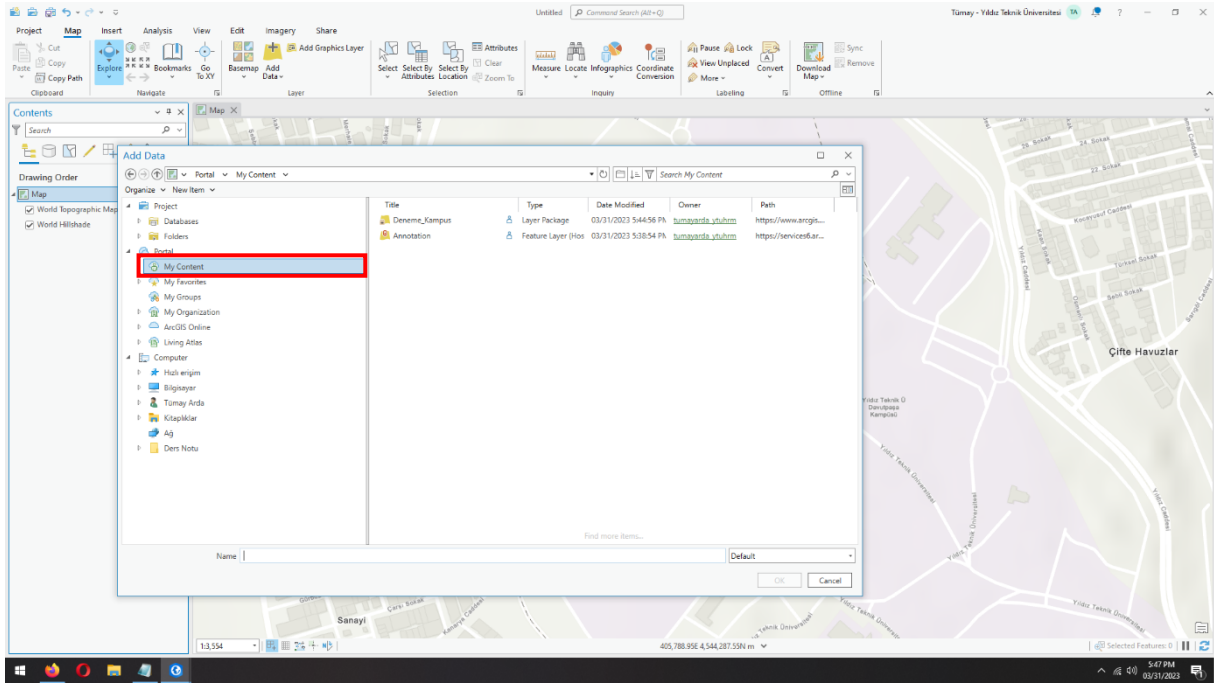 Untitled
Command Search (Alt+Q)
Tümay - Yıldız Teknik Üniversitesi TA ?
Project Map Insert Analysis View Edit Imagery Share
Paste
Cut
Copy
Copy Path
Explore
Bookmarks
Go To XY
Basemap
Add Data
Add Graphics Layer
Select
Select By Attributes
Select By Location
Attributes
Clear
Zoom To
Measure
Locate
Infographics
Coordinate Conversion
Pause
Lock
View Unplaced
More
Convert
Download Map
Sync
Remove
Clipboard Navigate Layer Selection Inquiry Labeling Offline
Contents
Search
Drawing Order
Map
World Topographic Map
World Hillshade
Map
Add Data
Portal My Content
Search My Content
Organize New Item
Project
Databases
Folders
Portal
My Content
My Favorites
My Groups
My Organization
ArcGIS Online
Living Atlas
Computer
Hızlı erişim
Bilgisayar
Tümay Arda
Kitaplıklar
Ağ
Ders Notu
Title Type Date Modified Owner Path
Deneme_Kampus Layer Package 03/31/2023 5:44:56 PM tumayarda_ytuhrm https://www.arcgis....
Annotation Feature Layer (Hos 03/31/2023 5:38:54 PM tumayarda_ytuhrm https://services6.ar...
Find more items...
Name
Default
OK Cancel
Çifte Havuzlar
Yıldız Teknik Ü
Davutpaşa
Kampüsü
Sanayi
1:3,554
405,788.95E 4,544,287.55N m
Selected Features: 0
5:47 PM
03/31/2023